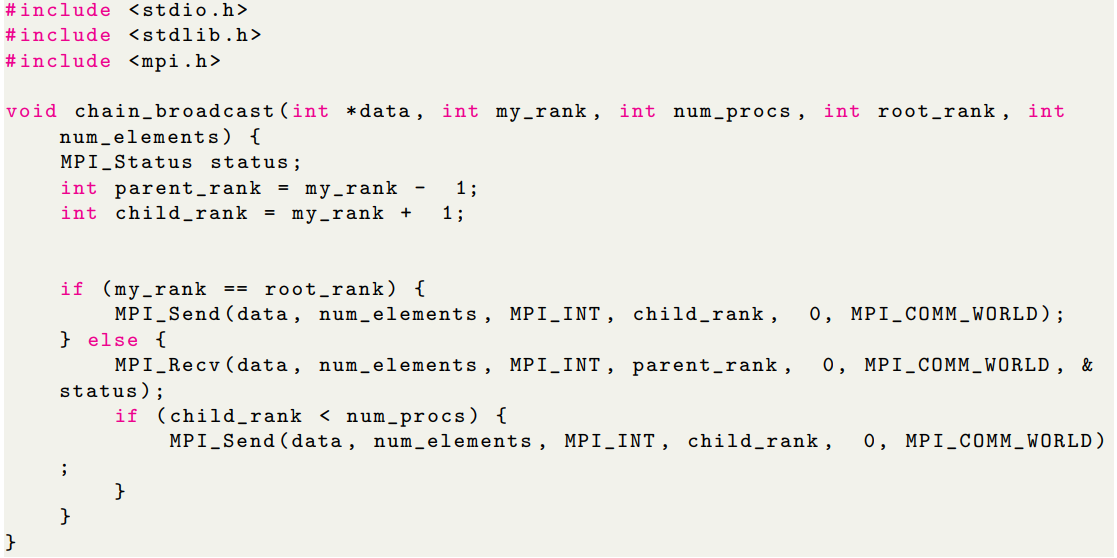 #include <stdio.h>
#include <stdlib.h>
#include <mpi.h>
void chain_broadcast(int *data, int my_rank, int num_procs, int root_rank, int
num_elements) {
MPI_Status status;
int parent_rank = my_rank - 1;
int child_rank = my_rank + 1;
if (my_rank == root_rank) {
MPI_Send(data, num_elements, MPI_INT, child_rank, 0, MPI_COMM_WORLD);
} else {
MPI_Recv(data, num_elements, MPI_INT, parent_rank, 0, MPI_COMM_WORLD, &
status);
if (child_rank < num_procs) {
MPI_Send(data, num_elements, MPI_INT, child_rank, 0, MPI_COMM_WORLD)
;
}
}
}